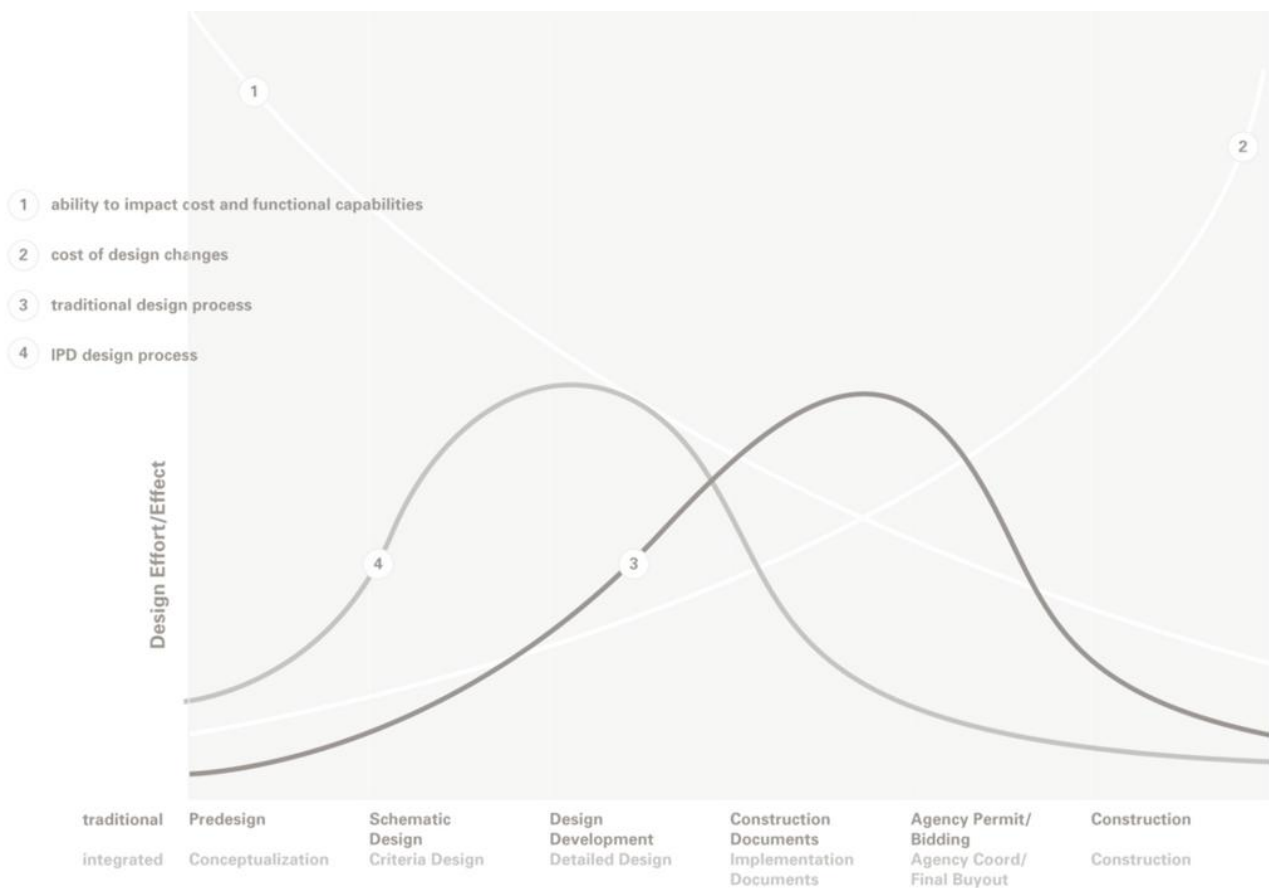 1
2
1 ability to impact cost and functional capabilities
2 cost of design changes
3 traditional design process
4 IPD design process
Design Effort/Effect
4
3
traditional Predesign Schematic Design Construction Agency Permit/ Construction
Design Development Documents Bidding
integrated Conceptualization Criteria Design Detailed Design Implementation Agency Coord/ Construction
Documents Final Buyout